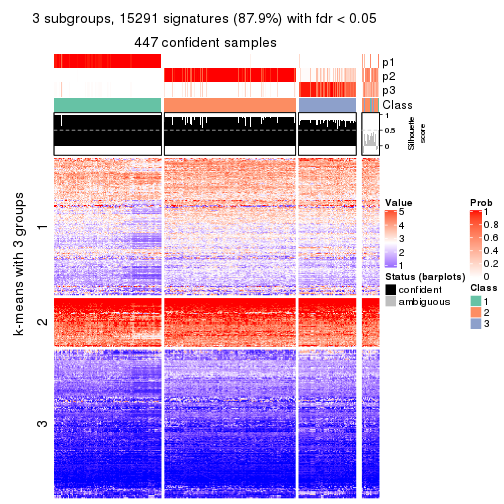 3 subgroups, 15291 signatures (87.9%) with fdr < 0.05
447 confident samples
p1
p2
p3
Class
1
0.5
0
Silhouette
score
k-means with 3 groups
1
2
3
Value
5
4
3
2
1
Status (barplots)
confident
ambiguous
Prob
1
0.8
0.6
0.4
0.2
0
Class
1
2
3